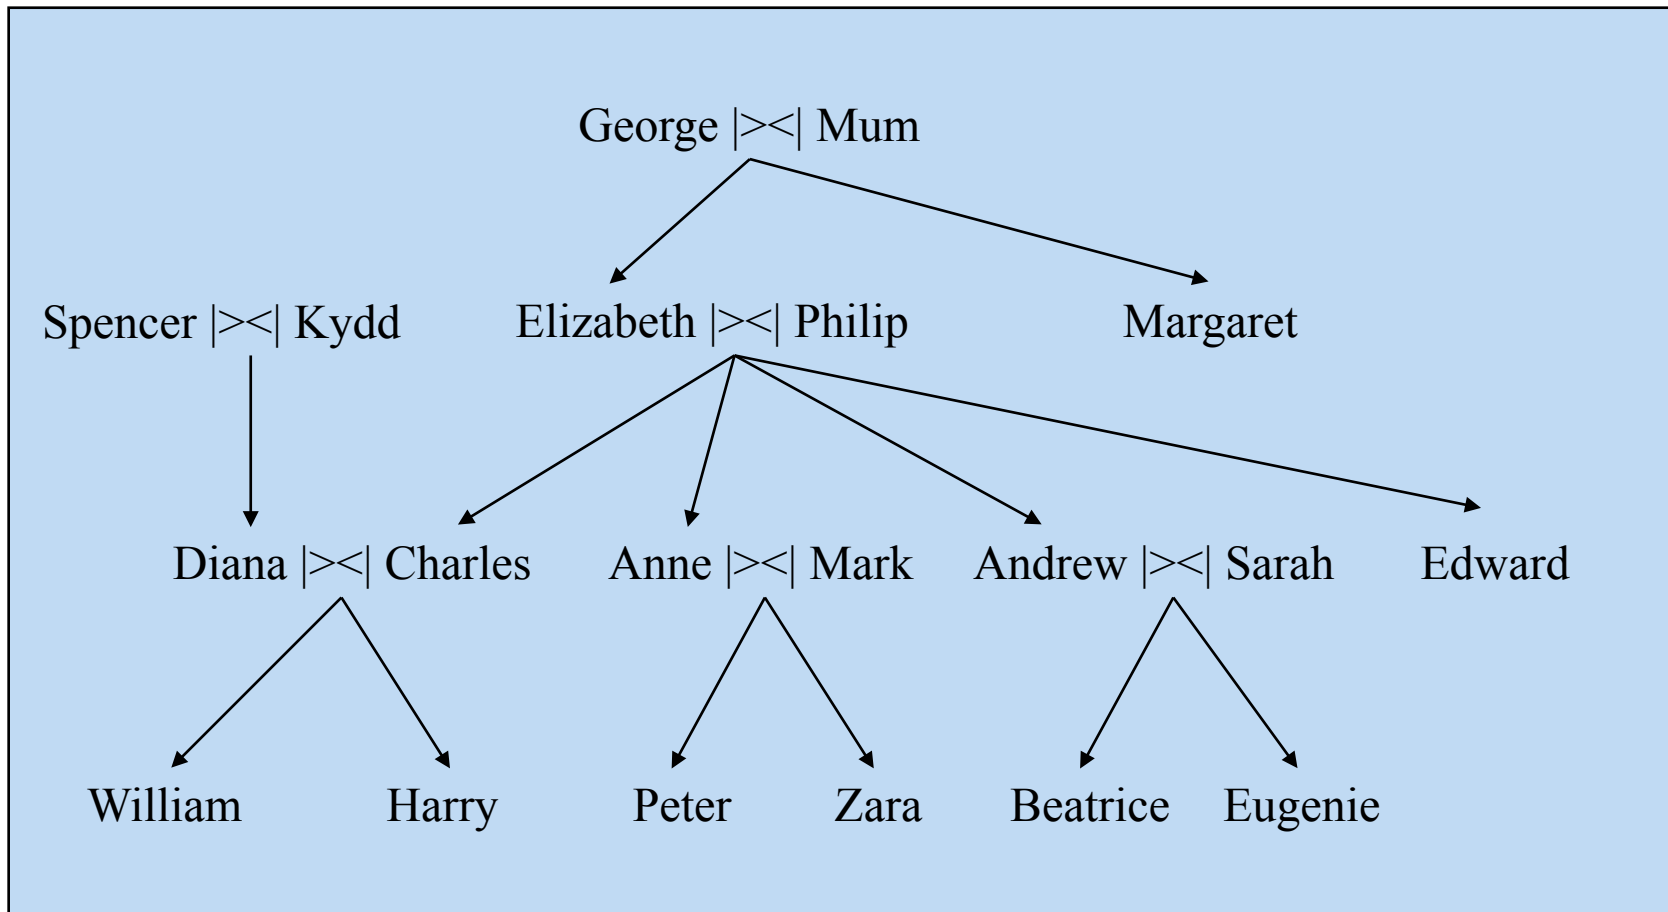 George |><| Mum
Spencer |><| Kydd Elizabeth |><| Philip Margaret
Diana |><| Charles Anne |><| Mark Andrew |><| Sarah Edward
William Harry Peter Zara Beatrice Eugenie